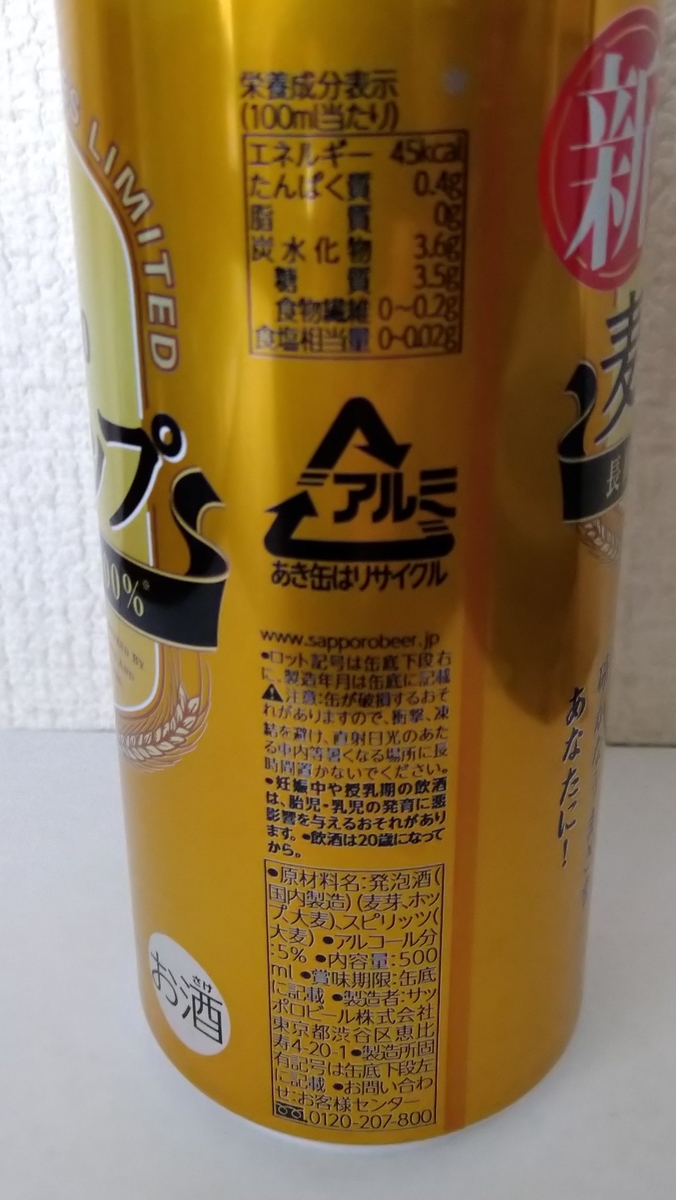 栄養成分表示
(100ml当たり)
エネルギー 45kcal
たんぱく質 0.4g
脂質 0g
炭水化物 3.6g
糖質 3.5g
食物繊維 0~0.2g
食塩相当量 0~0.02g
アルミ
あき缶はリサイクル
www.sapporobeer.jp
•ロット記号は缶底下段右
に、製造年月は缶底に記載
⚠注意:缶が破損するおそ
れがありますので、衝撃、凍
結を避け、直射日光のあた
る車内等暑くなる場所に長
時間置かないでください。
•妊娠中や授乳期の飲酒
は、胎児・乳児の発育に悪
影響を与えるおそれがあり
ます。•飲酒は20歳になって
から。
•原材料名:発泡酒(
国内製造)(麦芽、ホッ
プ、大麦)、スピリッツ(
大麦) •アルコール分
:5% •内容量:500
ml •賞味期限:缶底
に記載 •製造者:サッ
ポロビール株式会社
東京都渋谷区恵比
寿4-20-1 •製造所固
有記号は缶底下段左
に記載 •お問い合わ
せ:お客様センター
0120-207-800
LIMITED
ップ
00%※
さけ
お酒
新
麦
長
あなたに!